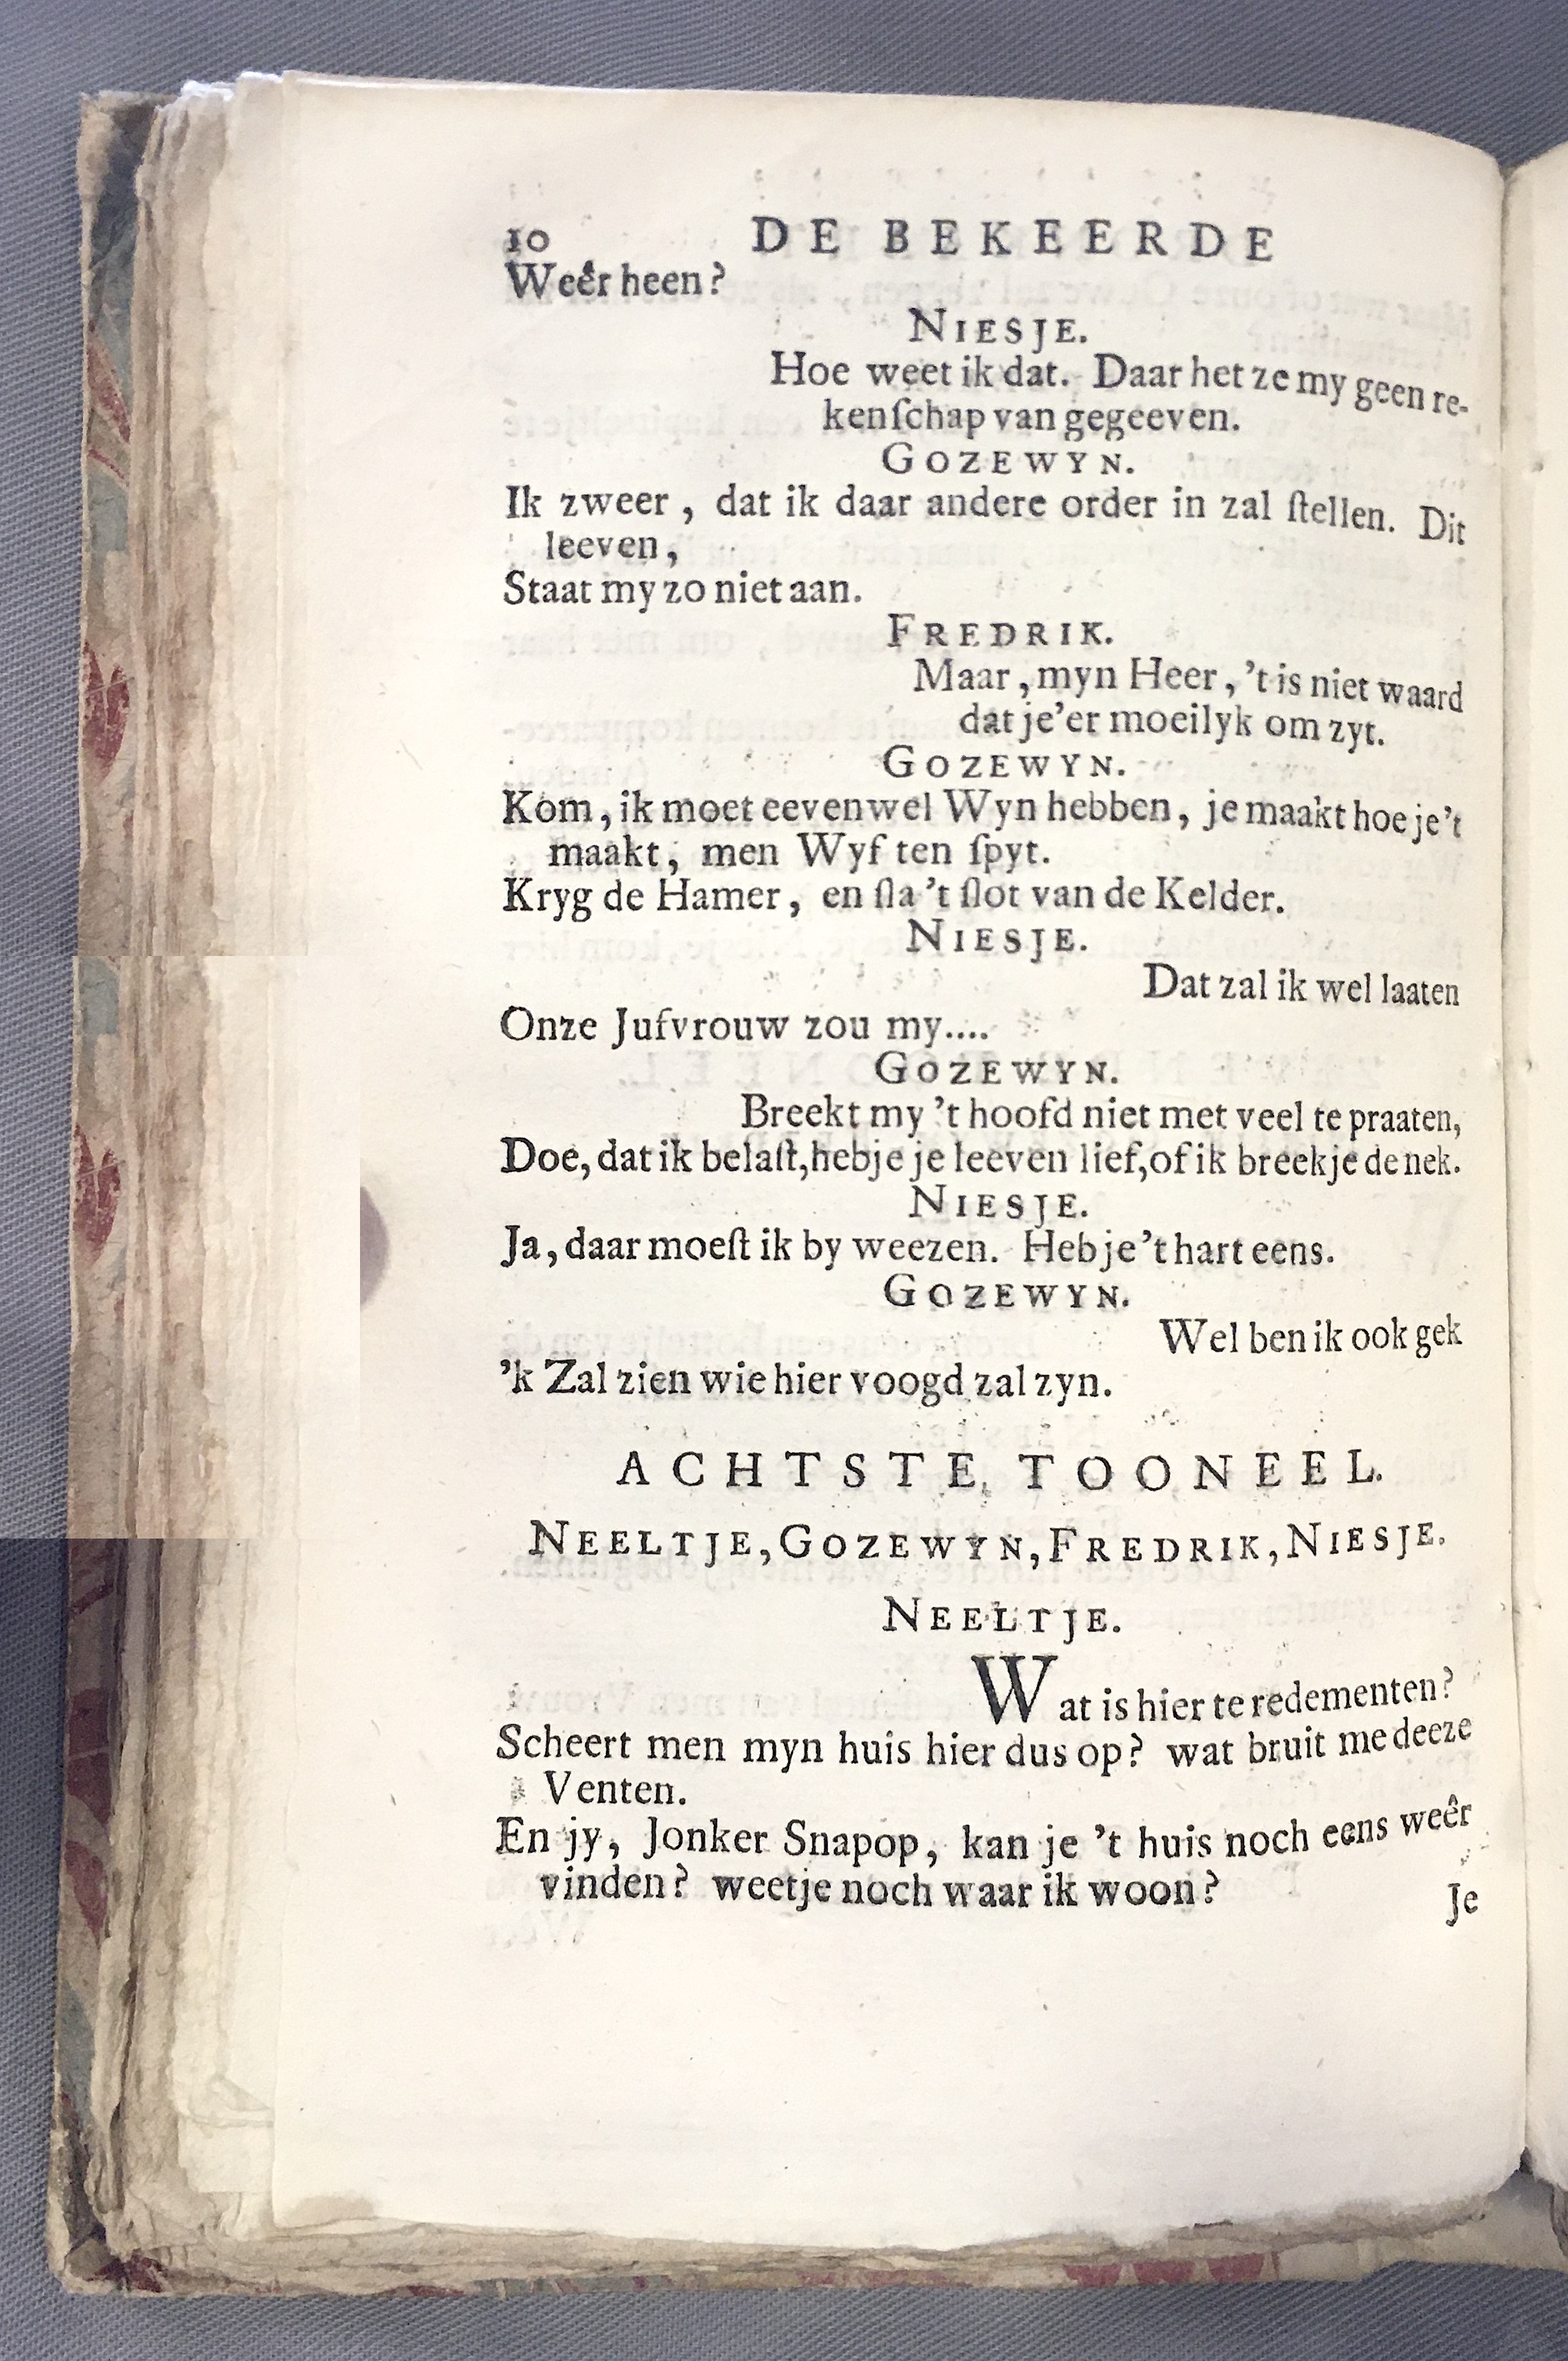 10 DE BEKEERDE
Weêr heen?
NIESJE.
Hoe weet ik dat. Daar het ze my geen re-
kenſchap van gegeeven.
GOZEWYN.
Ik zweer, dat ik daar andere order in zal ſtellen. Dit
leeven,
Staat my zo niet aan.
FREDRIK.
Maar, myn Heer, 't is niet waard
dat je'er moeilyk om zyt.
GOZEWYN.
Kom, ik moet eevenwel Wyn hebben, je maakt hoe je't
maakt, men Wyf ten ſpyt.
Kryg de Hamer, en ſla 't ſlot van de Kelder.
NIESJE.
Dat zal ik wel laaten
Onze Jufvrouw zou my....
GOZEWYN.
Breekt my 't hoofd niet met veel te praaten,
Doe, dat ik belaſt, hebje je leeven lief, of ik breekje de nek.
NIESJE.
Ja, daar moeſt ik by weezen. Heb je 't hart eens.
GOZEWYN.
Wel ben ik ook gek
'k Zal zien wie hier voogd zal zyn.
ACHTSTE TOONEEL.
NEELTJE, GOZEWYN, FREDRIK, NIESJE.
NEELTJE.
Wat is hier te redementen?
Scheert men myn huis hier dus op? wat bruit me deeze
Venten.
En jy, Jonker Snapop, kan je 't huis noch eens weêr
vinden? weetje noch waar ik woon?
Je